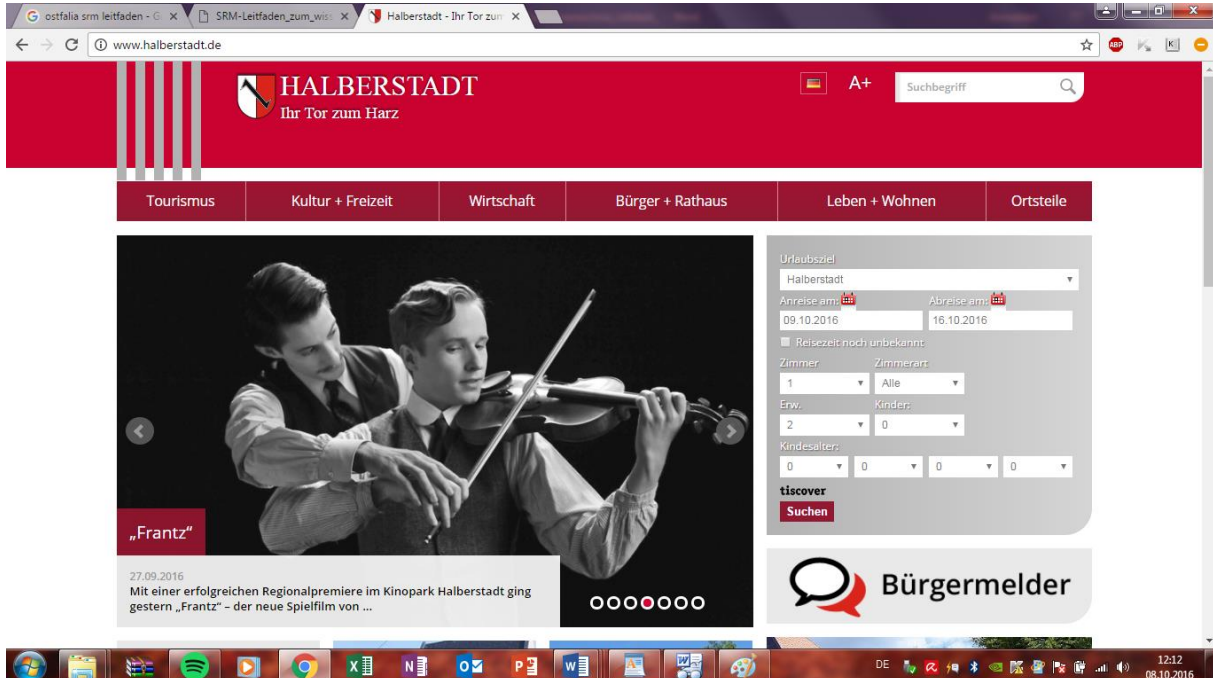 ostfalia srm leitfaden - G
SRM-Leitfaden_zum_wiss
Halberstadt - Ihr Tor zum
www.halberstadt.de
ABP
K
HALBERSTADT
Ihr Tor zum Harz
A+
Suchbegriff
Tourismus
Kultur + Freizeit
Wirtschaft
Bürger + Rathaus
Leben + Wohnen
Ortsteile
„Frantz“
27.09.2016
Mit einer erfolgreichen Regionalpremiere im Kinopark Halberstadt ging
gestern „Frantz“ – der neue Spielfilm von ...
Urlaubsziel
Halberstadt
Anreise am: Abreise am:
09.10.2016 16.10.2016
Reisezeit noch unbekannt
Zimmer Zimmerart
1 Alle
Erw. Kinder:
2 0
Kindesalter:
0 0 0 0
tiscover
Suchen
Bürgermelder
DE
12:12
08.10.2016